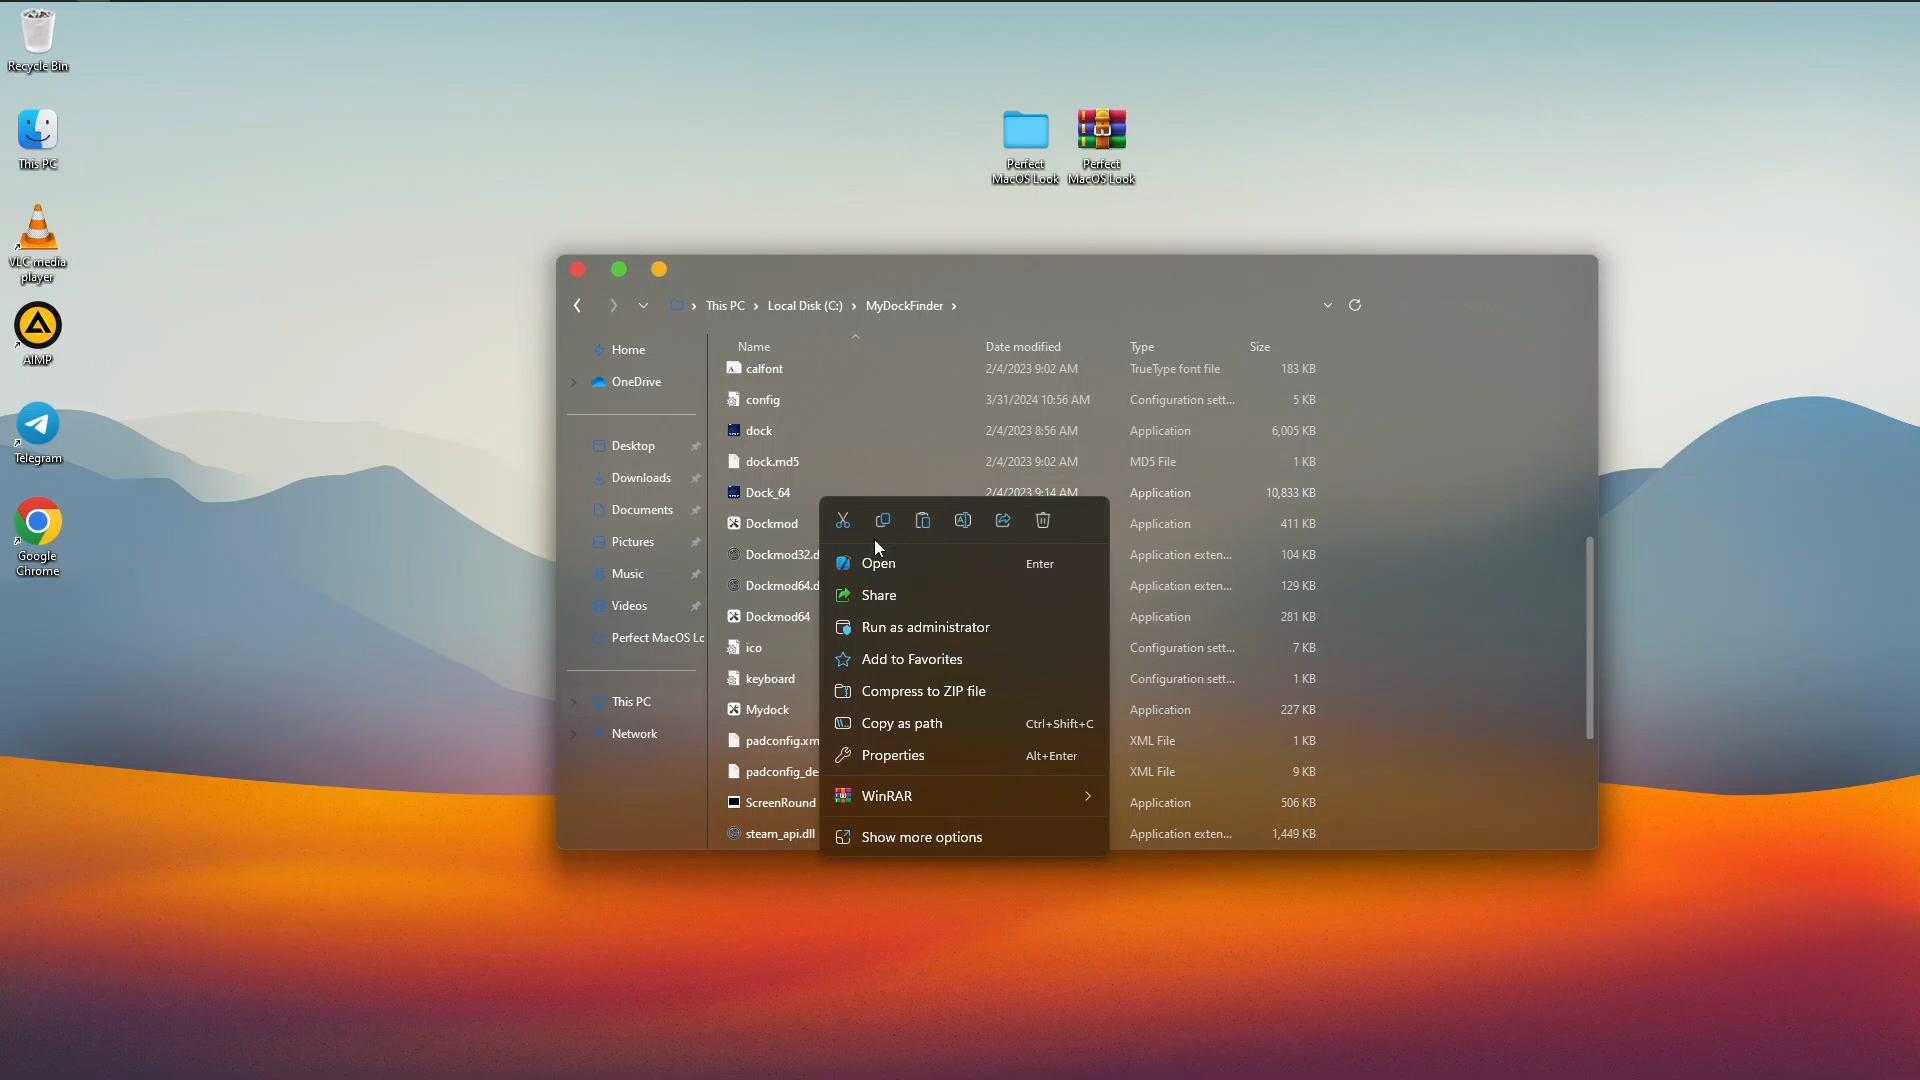 Recycle Bin
This PC
VLC media
player
AIMP
Telegram
Google
Chrome
Perfect
MacOS Look
Perfect
MacOS Look
This PC
Local Disk (C:)
MyDockFinder
Home
OneDrive
Desktop
Downloads
Documents
Pictures
Music
Videos
Perfect MacOS Lo
This PC
Network
Name Date modified Type Size
calfont 2/4/2023 9:02 AM TrueType font file 183 KB
config 3/31/2024 10:56 AM Configuration sett... 5 KB
dock 2/4/2023 8:56 AM Application 6,005 KB
dock.md5 2/4/2023 9:02 AM MD5 File 1 KB
Dock_64 2/4/2023 9:14 AM Application 10,833 KB
Dockmod Application 411 KB
Dockmod32.d Application exten... 104 KB
Dockmod64.d Application exten... 129 KB
Dockmod64 Application 281 KB
ico Configuration sett... 7 KB
keyboard Configuration sett... 1 KB
Mydock Application 227 KB
padconfig.xm XML File 1 KB
padconfig_de XML File 9 KB
ScreenRound Application 506 KB
steam_api.dll Application exten... 1,449 KB
Open Enter
Share
Run as administrator
Add to Favorites
Compress to ZIP file
Copy as path Ctrl+Shift+C
Properties Alt+Enter
WinRAR
Show more options